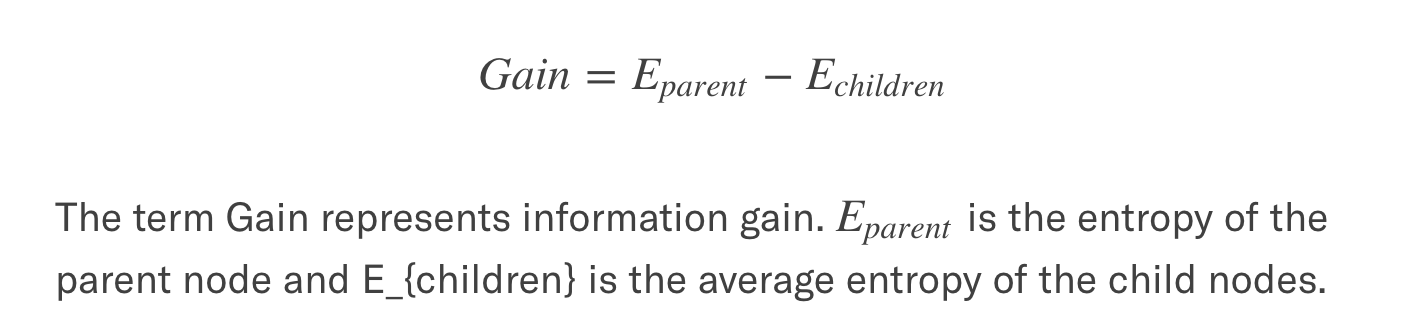 Gain = E_parent − E_children
The term Gain represents information gain. E_parent is the entropy of the
parent node and E_{children} is the average entropy of the child nodes.